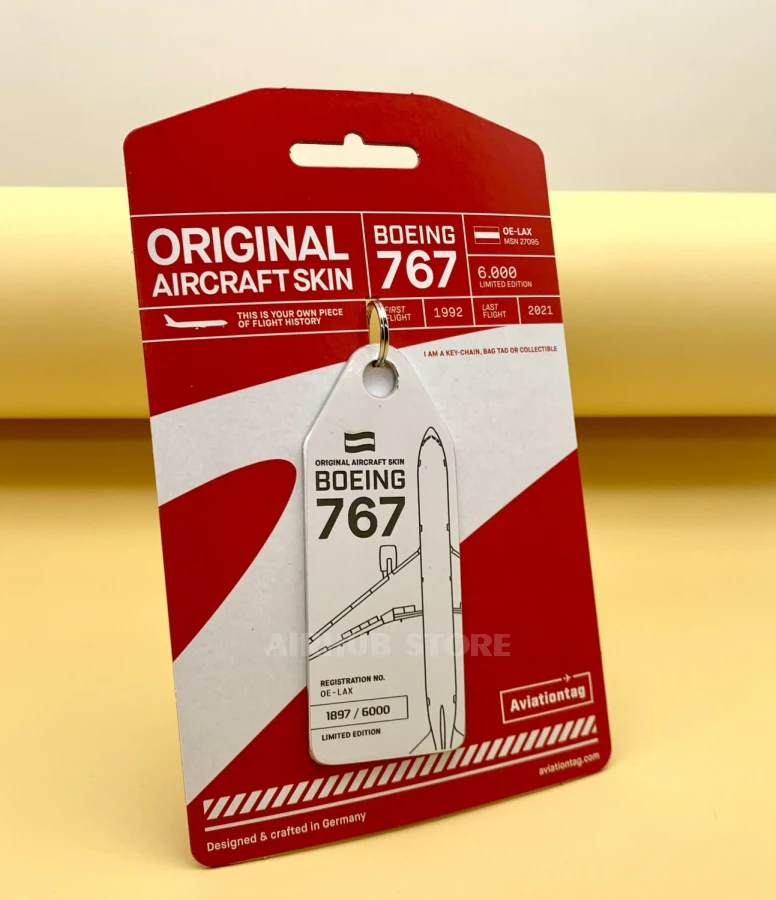 ORIGINAL
AIRCRAFT SKIN
BOEING
767
OE-LAX
MSN 27095
6.000
LIMITED EDITION
THIS IS YOUR OWN PIECE
OF FLIGHT HISTORY
FIRST
FLIGHT
1992
LAST
FLIGHT
2021
I AM A KEY-CHAIN, BAG TAG OR COLLECTIBLE
ORIGINAL AIRCRAFT SKIN
BOEING
767
AIRHUB STORE
REGISTRATION NO.
OE-LAX
1897 / 6000
LIMITED EDITION
Aviationtag
aviationtag.com
Designed & crafted in Germany